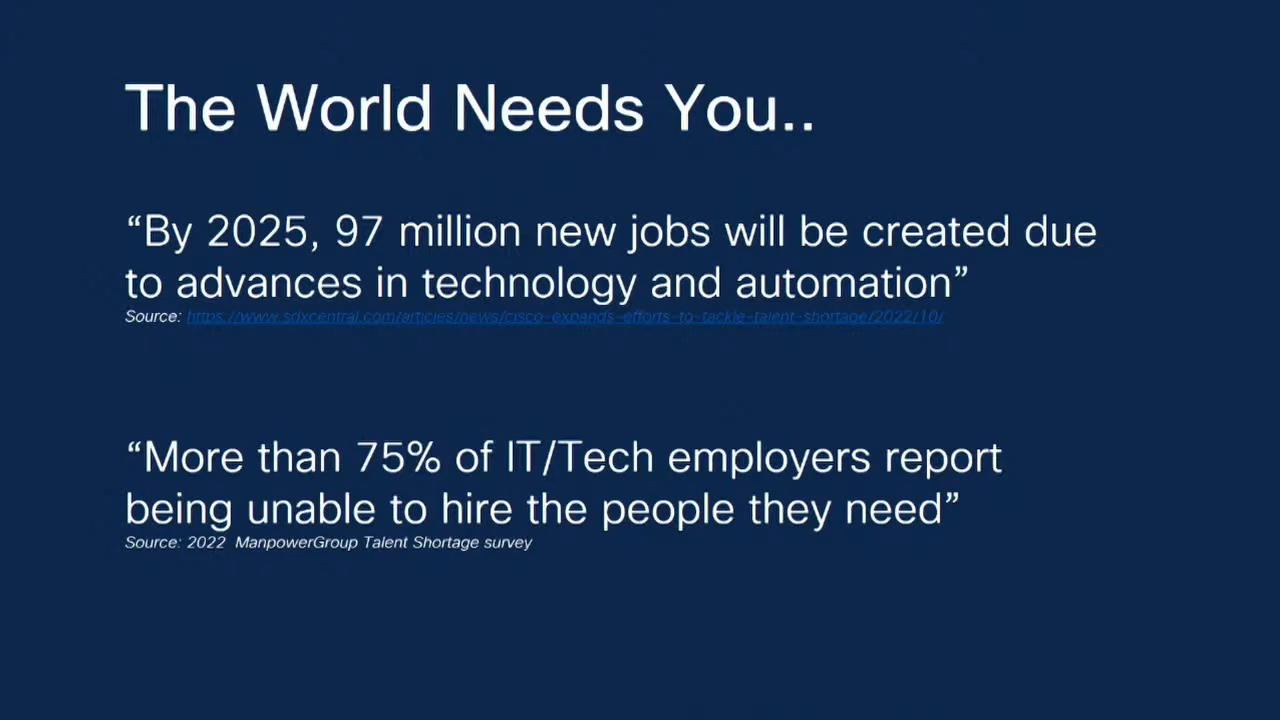 The World Needs You..
“By 2025, 97 million new jobs will be created due
to advances in technology and automation”
Source: https://www.sdxcentral.com/articles/news/cisco-expands-efforts-to-tackle-talent-shortage/2022/10/
“More than 75% of IT/Tech employers report
being unable to hire the people they need”
Source: 2022 ManpowerGroup Talent Shortage survey